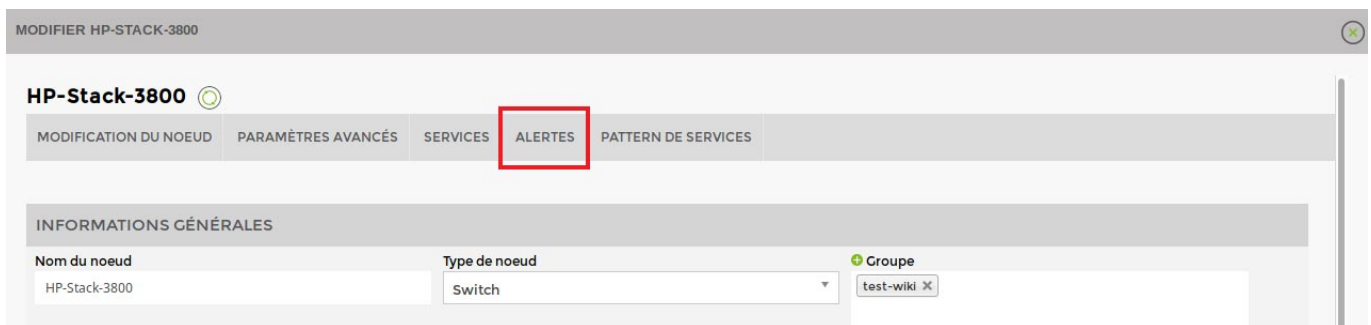 MODIFIER HP-STACK-3800
HP-Stack-3800
MODIFICATION DU NOEUD PARAMÈTRES AVANCÉS SERVICES ALERTES PATTERN DE SERVICES
INFORMATIONS GÉNÉRALES
Nom du noeud Type de noeud Groupe
HP-Stack-3800 Switch test-wiki